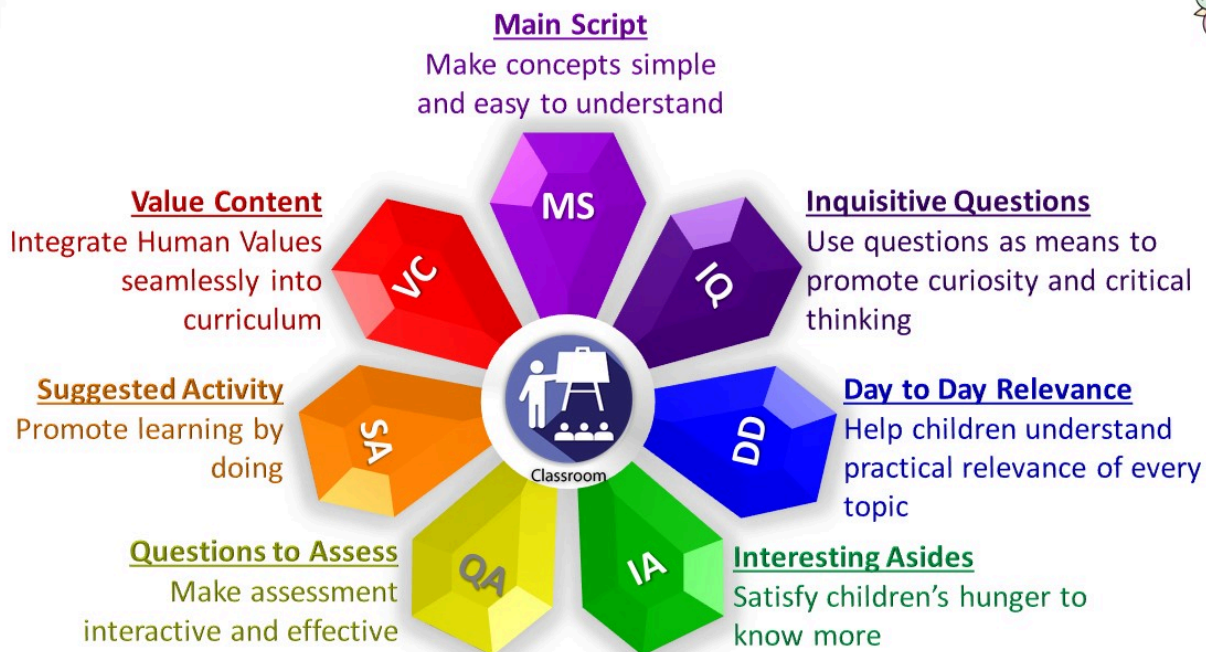 Main Script
Make concepts simple
and easy to understand
MS
Inquisitive Questions
Use questions as means to
promote curiosity and critical
thinking
IQ
Day to Day Relevance
Help children understand
practical relevance of every
topic
DD
Interesting Asides
Satisfy children’s hunger to
know more
IA
Questions to Assess
Make assessment
interactive and effective
QA
Suggested Activity
Promote learning by
doing
SA
Value Content
Integrate Human Values
seamlessly into
curriculum
VC
Classroom